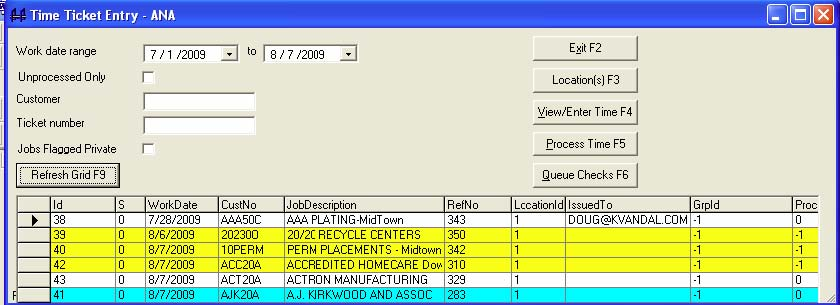 Time Ticket Entry - ANA
Work date range 7 / 1 /2009 to 8 / 7 /2009
Exit F2
Unprocessed Only
Location(s) F3
Customer
View/Enter Time F4
Ticket number
Process Time F5
Jobs Flagged Private
Refresh Grid F9
Queue Checks F6
Id S WorkDate CustNo JobDescription RefNo LocationId IssuedTo GrpId Proc
38 0 7/28/2009 AAA50C AAA PLATING-MidTown 343 1 DOUG@KVANDAL.COM -1 0
39 0 8/6/2009 20230O 20/20 RECYCLE CENTERS 350 1 -1 -1
40 0 8/7/2009 10PERM PERM PLACEMENTS - Midtown 342 1 -1 -1
42 0 8/7/2009 ACC20A ACCREDITED HOMECARE Dow 310 1 -1 -1
43 0 8/7/2009 ACT20A ACTRON MANUFACTURING 329 1 -1 0
41 0 8/7/2009 AJK20A A.J. KIRKWOOD AND ASSOC 283 1 -1 0